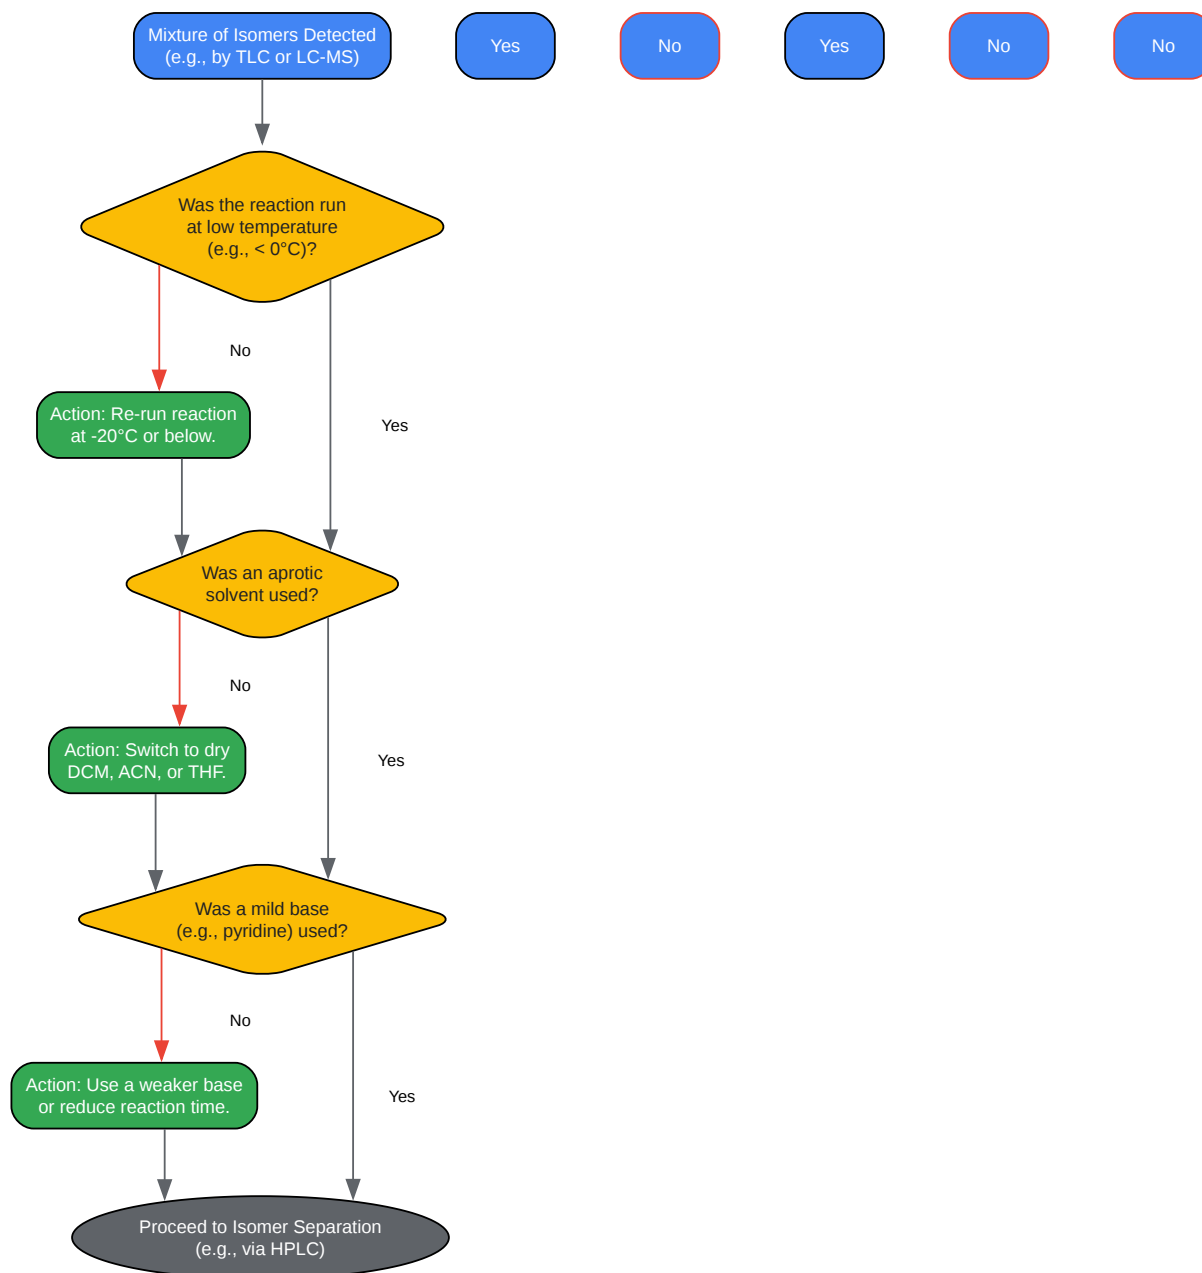 Mixture of Isomers Detected
(e.g., by TLC or LC-MS)
Yes
No
Yes
No
No
Was the reaction run
at low temperature
(e.g., < 0°C)?
No
Action: Re-run reaction
at -20°C or below.
Yes
Was an aprotic
solvent used?
No
Action: Switch to dry
DCM, ACN, or THF.
Yes
Was a mild base
(e.g., pyridine) used?
No
Action: Use a weaker base
or reduce reaction time.
Yes
Proceed to Isomer Separation
(e.g., via HPLC)